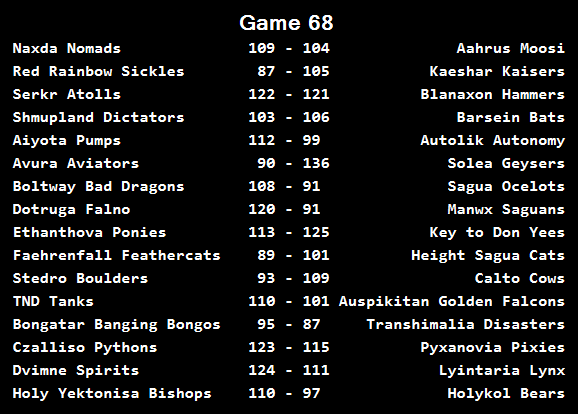 Game 68
Naxda Nomads 109 - 104 Aahrus Moosi
Red Rainbow Sickles 87 - 105 Kaeshar Kaisers
Serkr Atolls 122 - 121 Blanaxon Hammers
Shmupland Dictators 103 - 106 Barsein Bats
Aiyota Pumps 112 - 99 Autolik Autonomy
Avura Aviators 90 - 136 Solea Geysers
Boltway Bad Dragons 108 - 91 Sagua Ocelots
Dotruga Falno 120 - 91 Manwx Saguans
Ethanthova Ponies 113 - 125 Key to Don Yees
Faehrenfall Feathercats 89 - 101 Height Sagua Cats
Stedro Boulders 93 - 109 Calto Cows
TND Tanks 110 - 101 Auspikitan Golden Falcons
Bongatar Banging Bongos 95 - 87 Transhimalia Disasters
Czalliso Pythons 123 - 115 Pyxanovia Pixies
Dvimne Spirits 124 - 111 Lyintaria Lynx
Holy Yektonisa Bishops 110 - 97 Holykol Bears